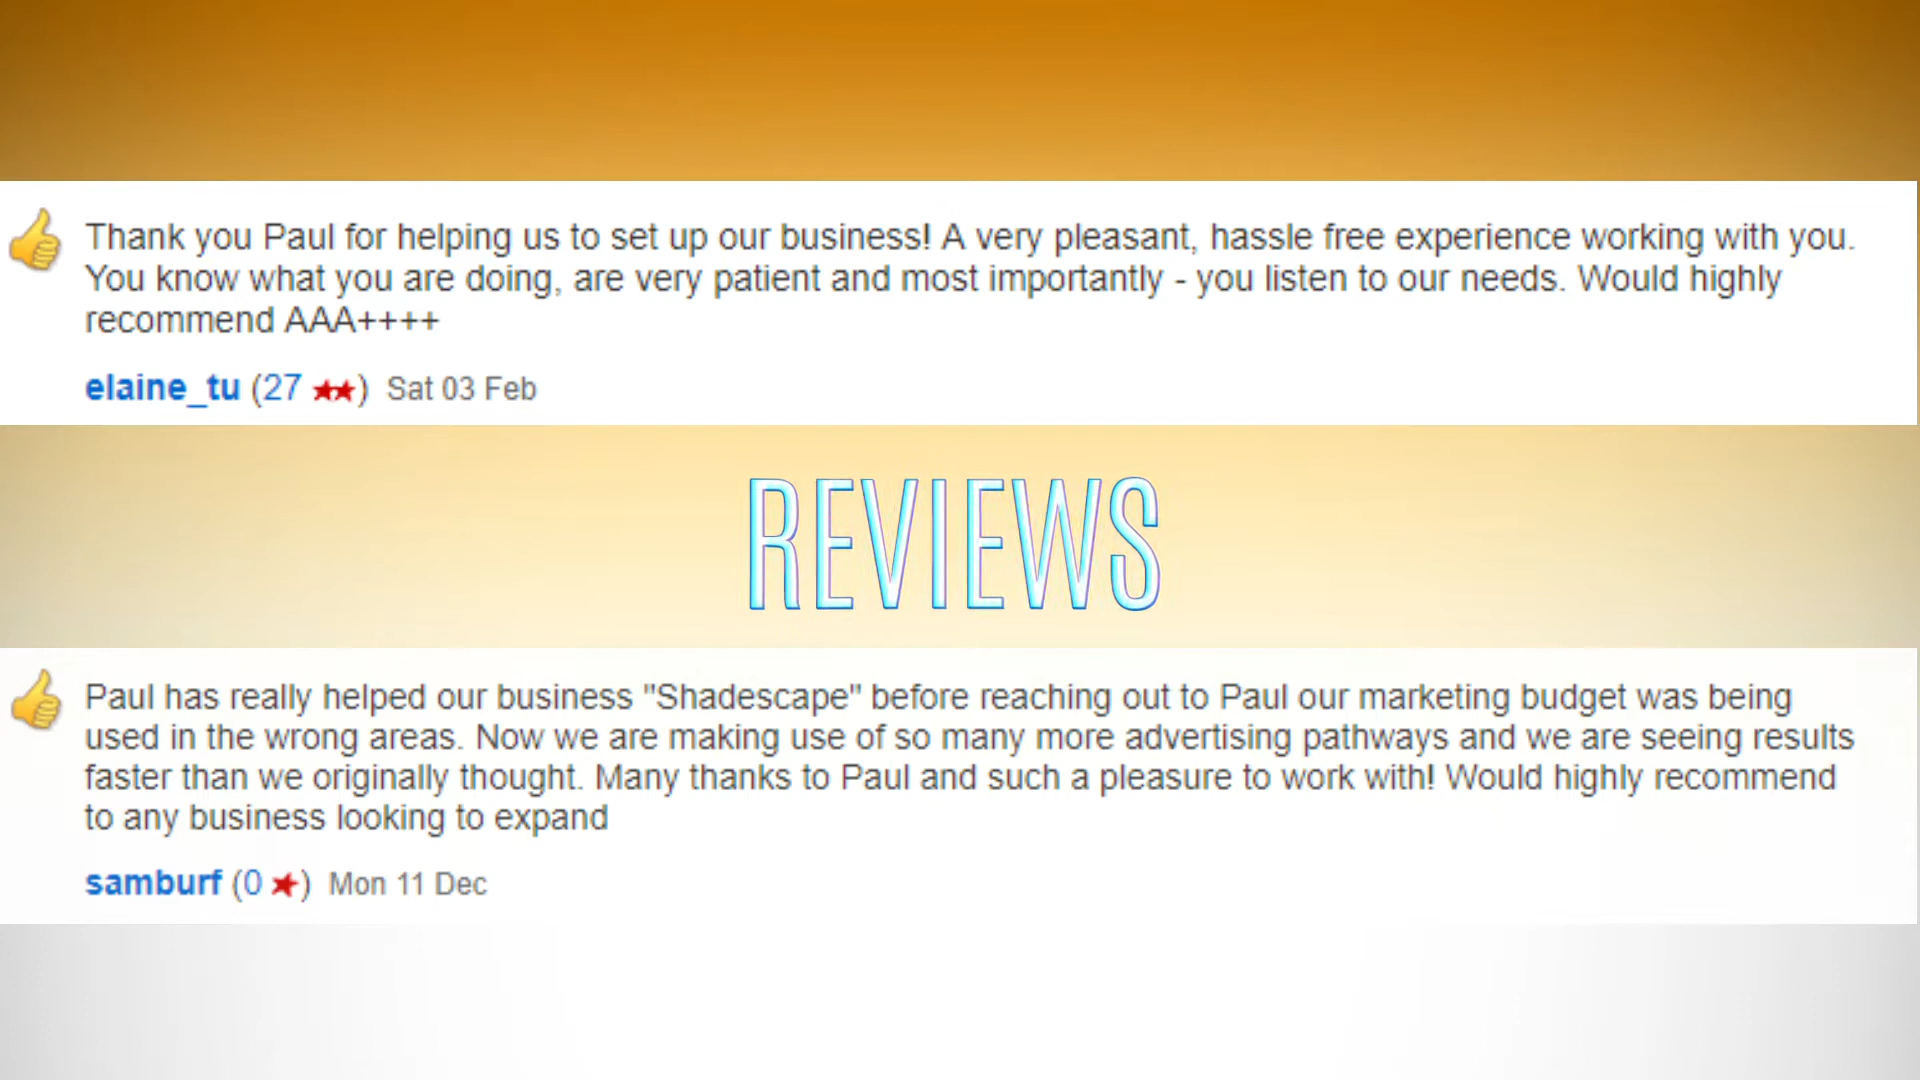 Thank you Paul for helping us to set up our business! A very pleasant, hassle free experience working with you.
You know what you are doing, are very patient and most importantly - you listen to our needs. Would highly
recommend AAA++++
elaine_tu (27 ★★) Sat 03 Feb
REVIEWS
Paul has really helped our business "Shadescape" before reaching out to Paul our marketing budget was being
used in the wrong areas. Now we are making use of so many more advertising pathways and we are seeing results
faster than we originally thought. Many thanks to Paul and such a pleasure to work with! Would highly recommend
to any business looking to expand
samburf (0 ★) Mon 11 Dec